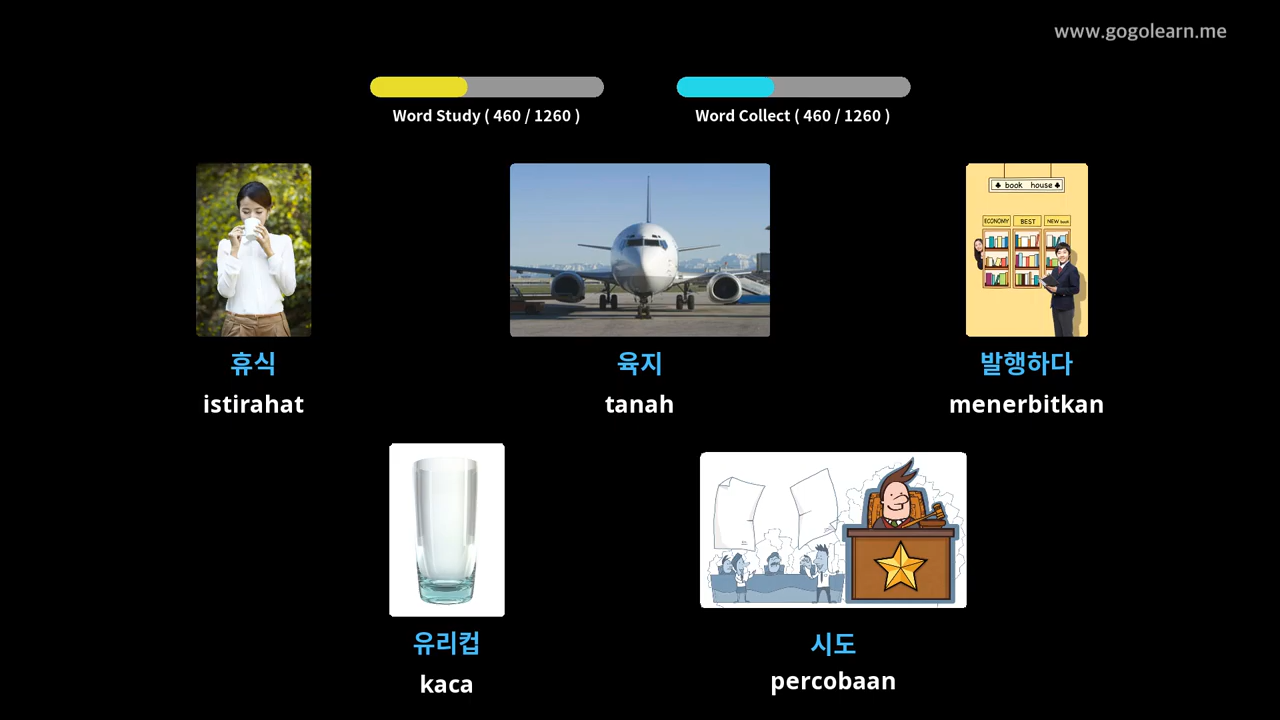 www.gogolearn.me
Word Study ( 460 / 1260 )
Word Collect ( 460 / 1260 )
♣ book house ♣
ECONOMY
BEST
NEW book
휴식
istirahat
육지
tanah
발행하다
menerbitkan
유리컵
kaca
시도
percobaan